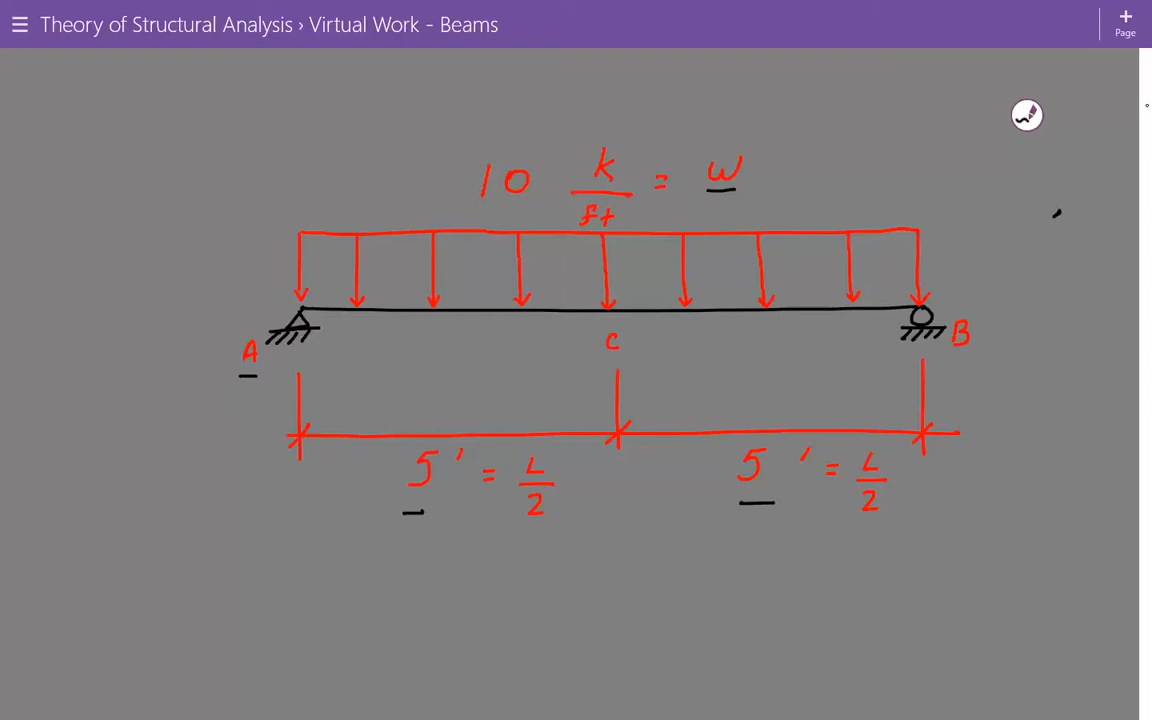 Theory of Structural Analysis › Virtual Work - Beams
Page
10 k/ft = w
A
C
B
5' = L/2
5' = L/2